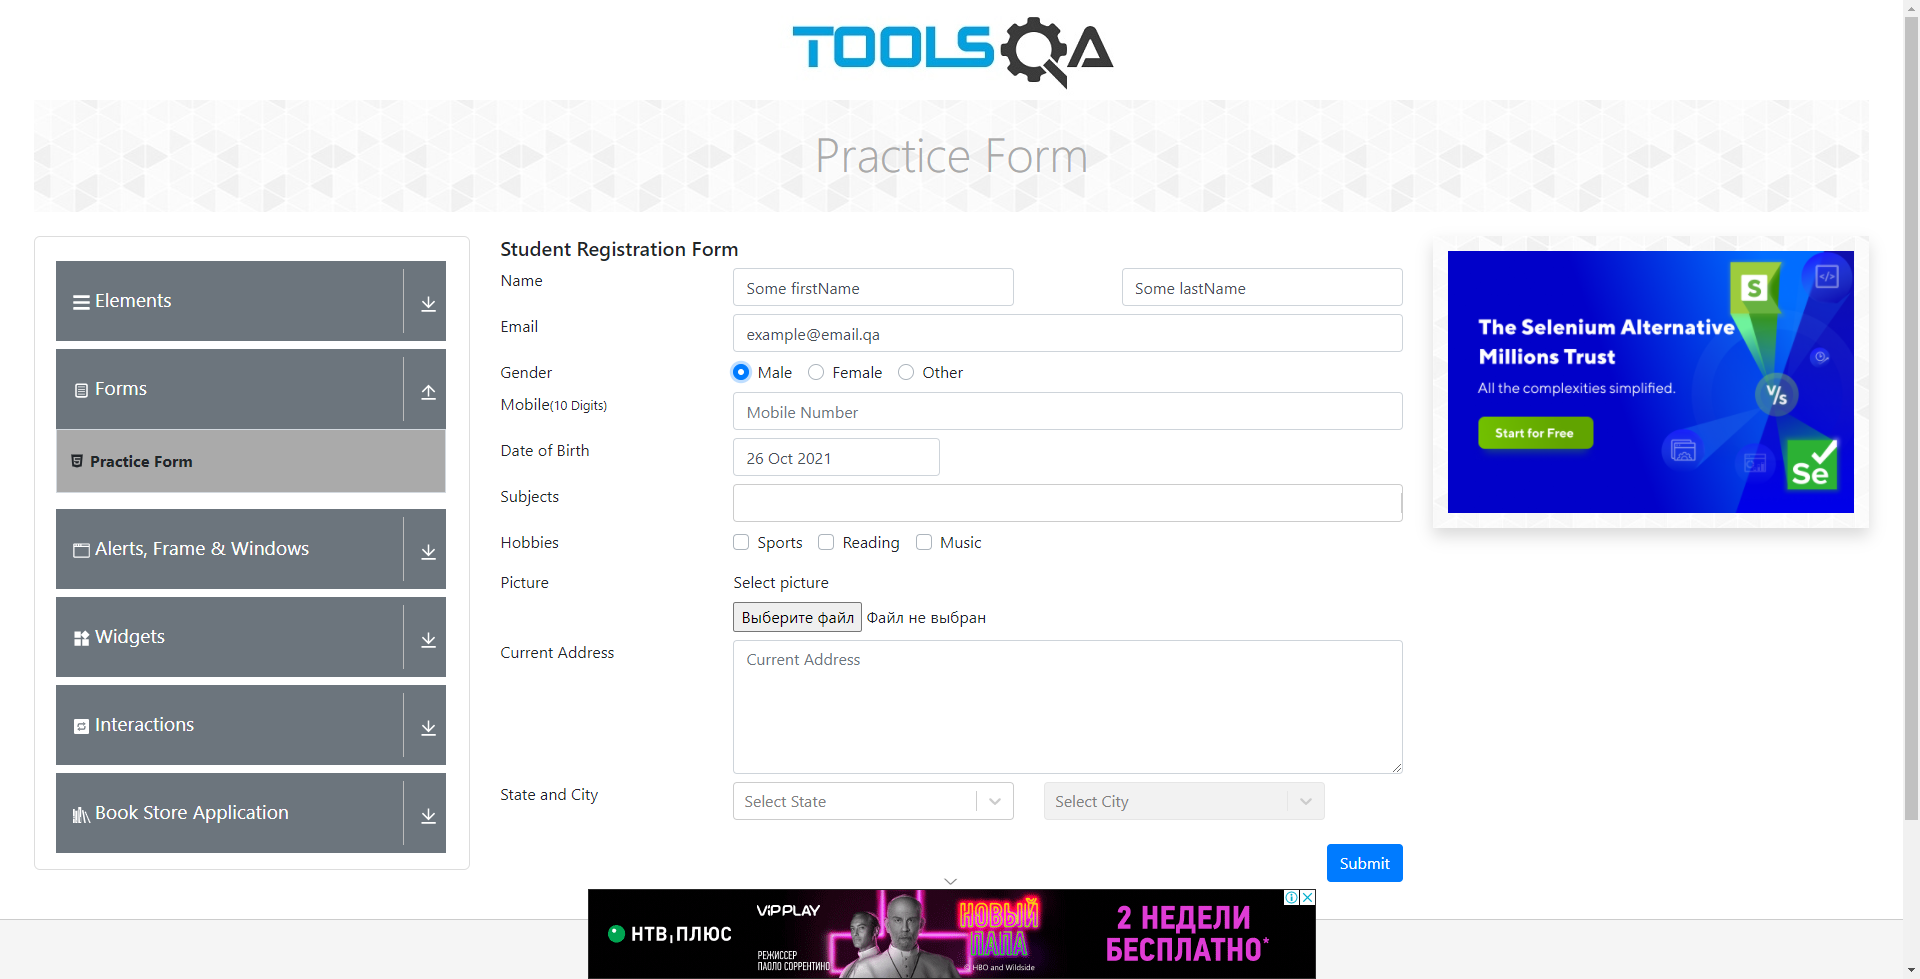 TOOLSQA
Practice Form
Elements
Forms
Practice Form
Alerts, Frame & Windows
Widgets
Interactions
Book Store Application
Student Registration Form
Name
Some firstName
Some lastName
Email
example@email.qa
Gender
Male
Female
Other
Mobile(10 Digits)
Mobile Number
Date of Birth
26 Oct 2021
Subjects
Hobbies
Sports
Reading
Music
Picture
Select picture
Выберите файл
Файл не выбран
Current Address
Current Address
State and City
Select State
Select City
Submit
S
</>
The Selenium Alternative
Millions Trust
All the complexities simplified.
V/s
Start for Free
Se
НТВ ПЛЮС
ViPPLAY
РЕЖИССЕР
ПАОЛО СОРРЕНТИНО
НОВЫЙ
ПАПА
© HBO and Wildside
2 НЕДЕЛИ
БЕСПЛАТНО*